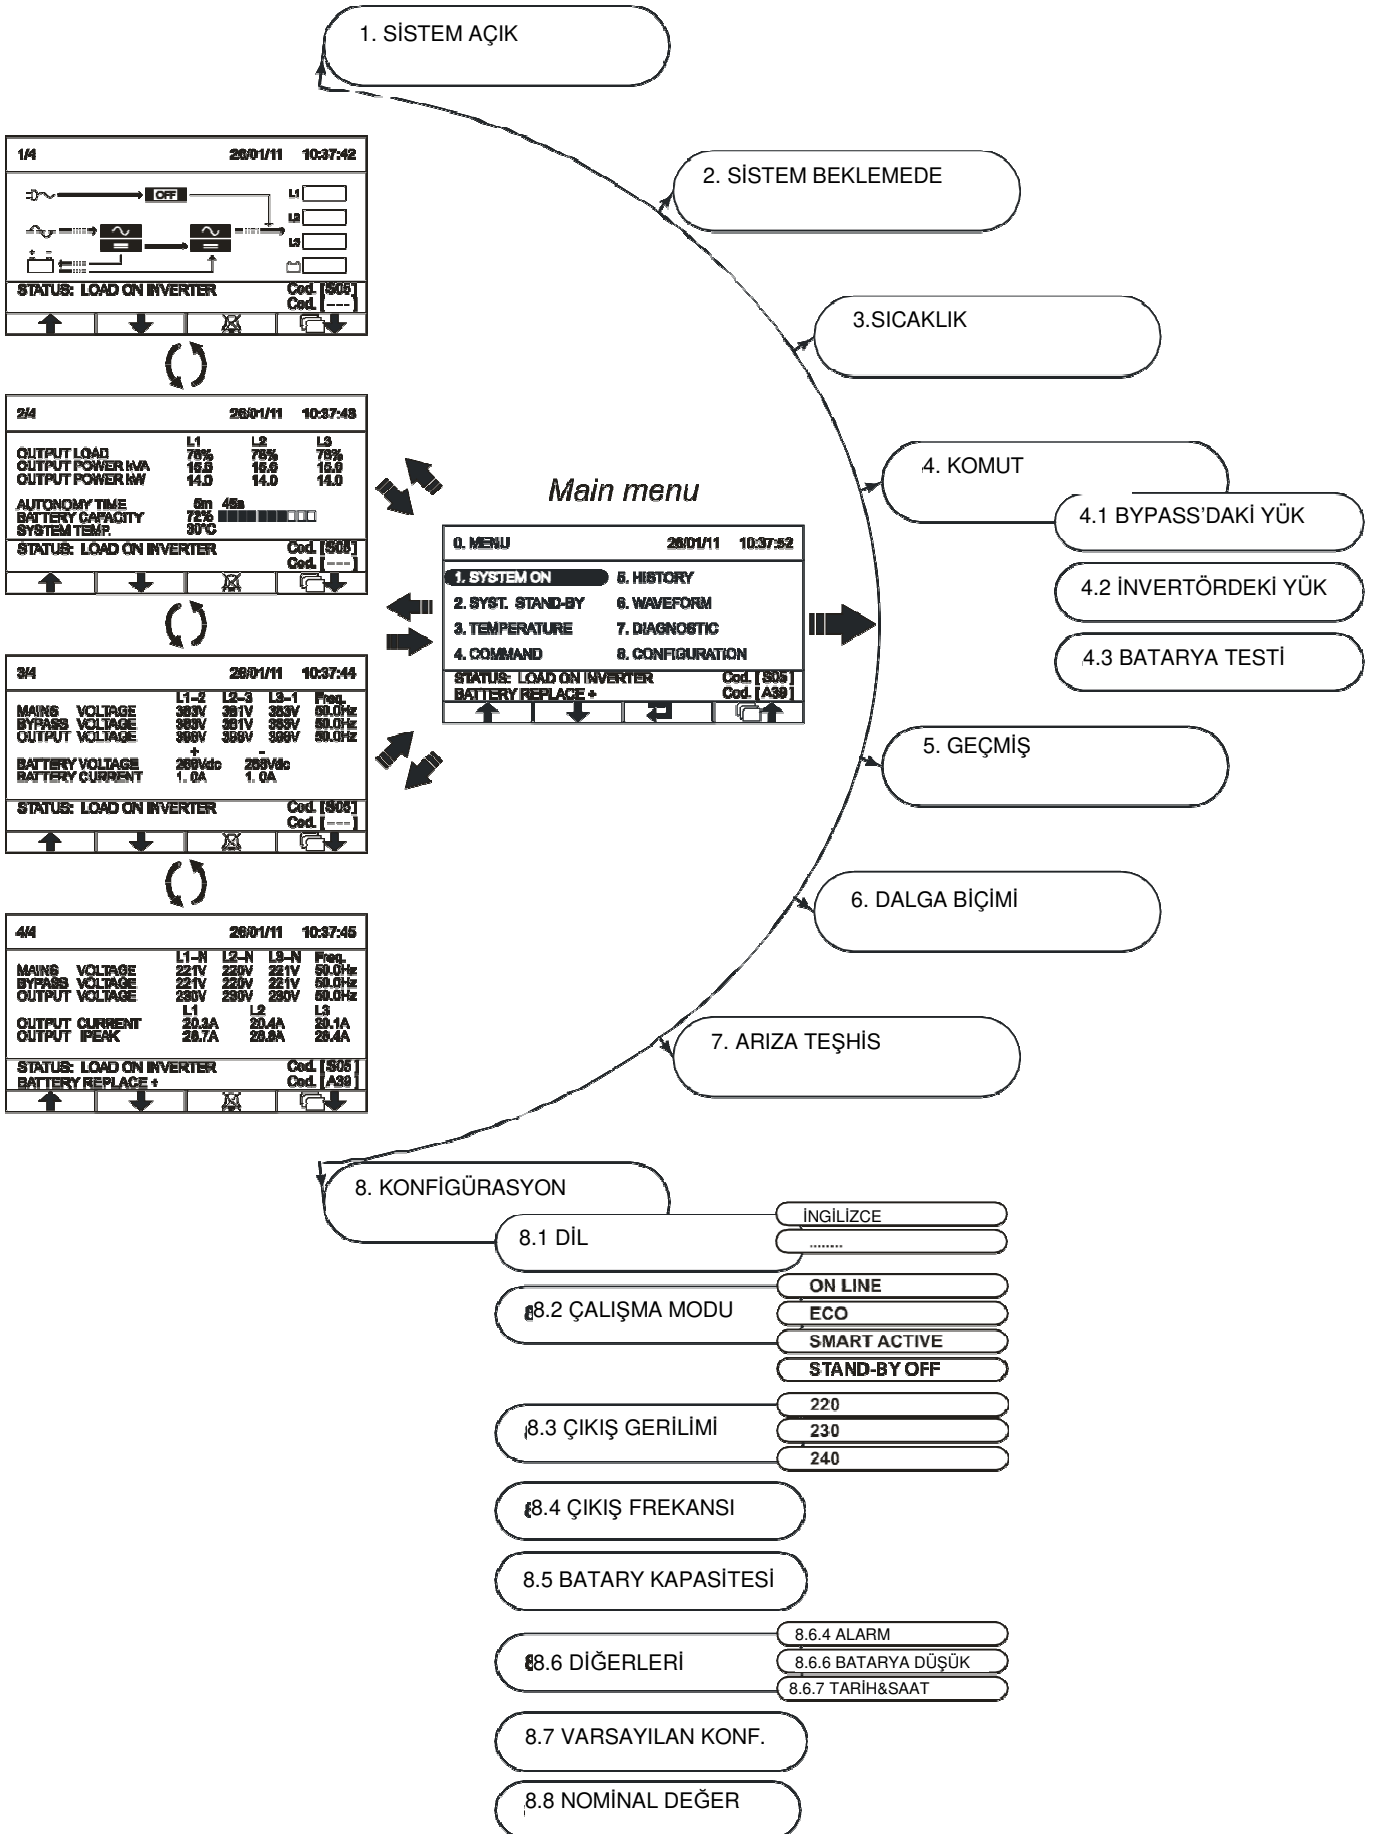 1. SİSTEM AÇIK
1/4 26/01/11 10:37:42
OFF
L1
L2
L3
+ -
STATUS: LOAD ON INVERTER Cod. [S05]
Cod. [---]
2. SİSTEM BEKLEMEDE
3.SICAKLIK
2/4 26/01/11 10:37:43
L1 L2 L3
OUTPUT LOAD 76% 76% 76%
OUTPUT POWER kVA 15.0 15.0 15.0
OUTPUT POWER kW 14.0 14.0 14.0
AUTONOMY TIME 5m 45s
BATTERY CAPACITY 72%
SYSTEM TEMP. 30°C
STATUS: LOAD ON INVERTER Cod. [S05]
Cod. [---]
4. KOMUT
4.1 BYPASS'DAKİ YÜK
4.2 İNVERTÖRDEKİ YÜK
4.3 BATARYA TESTİ
Main menu
0. MENU 26/01/11 10:37:52
1. SYSTEM ON 5. HISTORY
2. SYST. STAND-BY 6. WAVEFORM
3. TEMPERATURE 7. DIAGNOSTIC
4. COMMAND 8. CONFIGURATION
STATUS: LOAD ON INVERTER Cod. [S05]
BATTERY REPLACE + Cod. [A39]
3/4 26/01/11 10:37:44
L1-2 L2-3 L3-1 Freq.
MAINS VOLTAGE 383V 381V 383V 50.0Hz
BYPASS VOLTAGE 383V 381V 383V 50.0Hz
OUTPUT VOLTAGE 398V 398V 398V 50.0Hz
+ -
BATTERY VOLTAGE
BATTERY CURRENT 1. 0A 1. 0A
STATUS: LOAD ON INVERTER Cod. [S05]
Cod. [---]
5. GEÇMİŞ
6. DALGA BİÇİMİ
4/4 26/01/11 10:37:45
L1-N L2-N L3-N Freq.
MAINS VOLTAGE 221V 220V 221V 50.0Hz
BYPASS VOLTAGE 221V 220V 221V 50.0Hz
OUTPUT VOLTAGE 230V 230V 230V 50.0Hz
L1 L2 L3
OUTPUT CURRENT 20.3A 20.4A 20.1A
OUTPUT IPEAK 28.7A 28.4A
STATUS: LOAD ON INVERTER Cod. [S05]
BATTERY REPLACE + Cod. [A39]
7. ARIZA TEŞHİS
8. KONFİGÜRASYON
8.1 DİL
İNGİLİZCE
.........
8.2 ÇALIŞMA MODU
ON LINE
ECO
SMART ACTIVE
STAND-BY OFF
8.3 ÇIKIŞ GERİLİMİ
220
230
240
8.4 ÇIKIŞ FREKANSI
8.5 BATARY KAPASİTESİ
8.6 DİĞERLERİ
8.6.4 ALARM
8.6.6 BATARYA DÜŞÜK
8.6.7 TARİH&SAAT
8.7 VARSAYILAN KONF.
8.8 NOMİNAL DEĞER